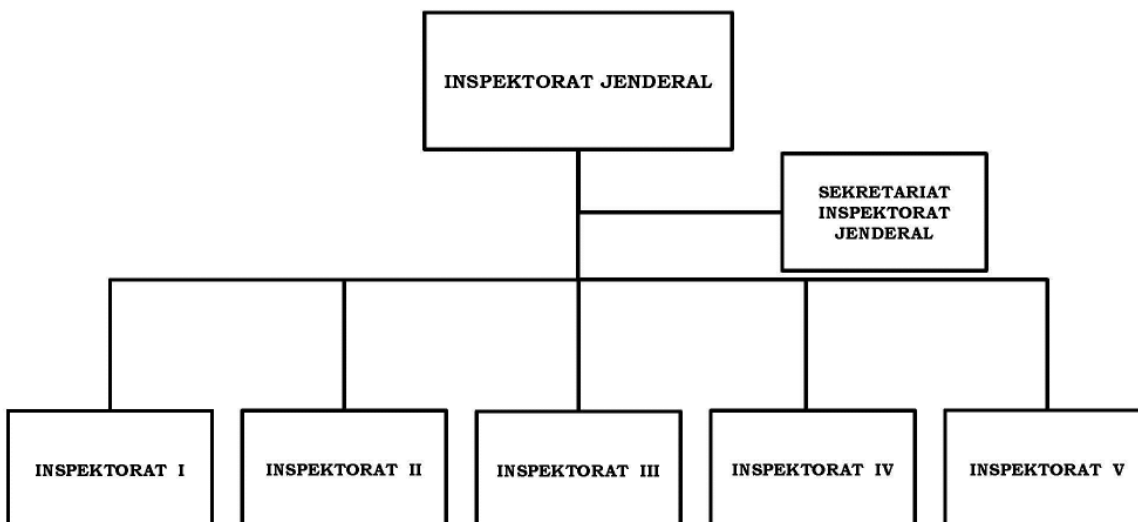 INSPEKTORAT JENDERAL
SEKRETARIAT
INSPEKTORAT
JENDERAL
INSPEKTORAT I
INSPEKTORAT II
INSPEKTORAT III
INSPEKTORAT IV
INSPEKTORAT V